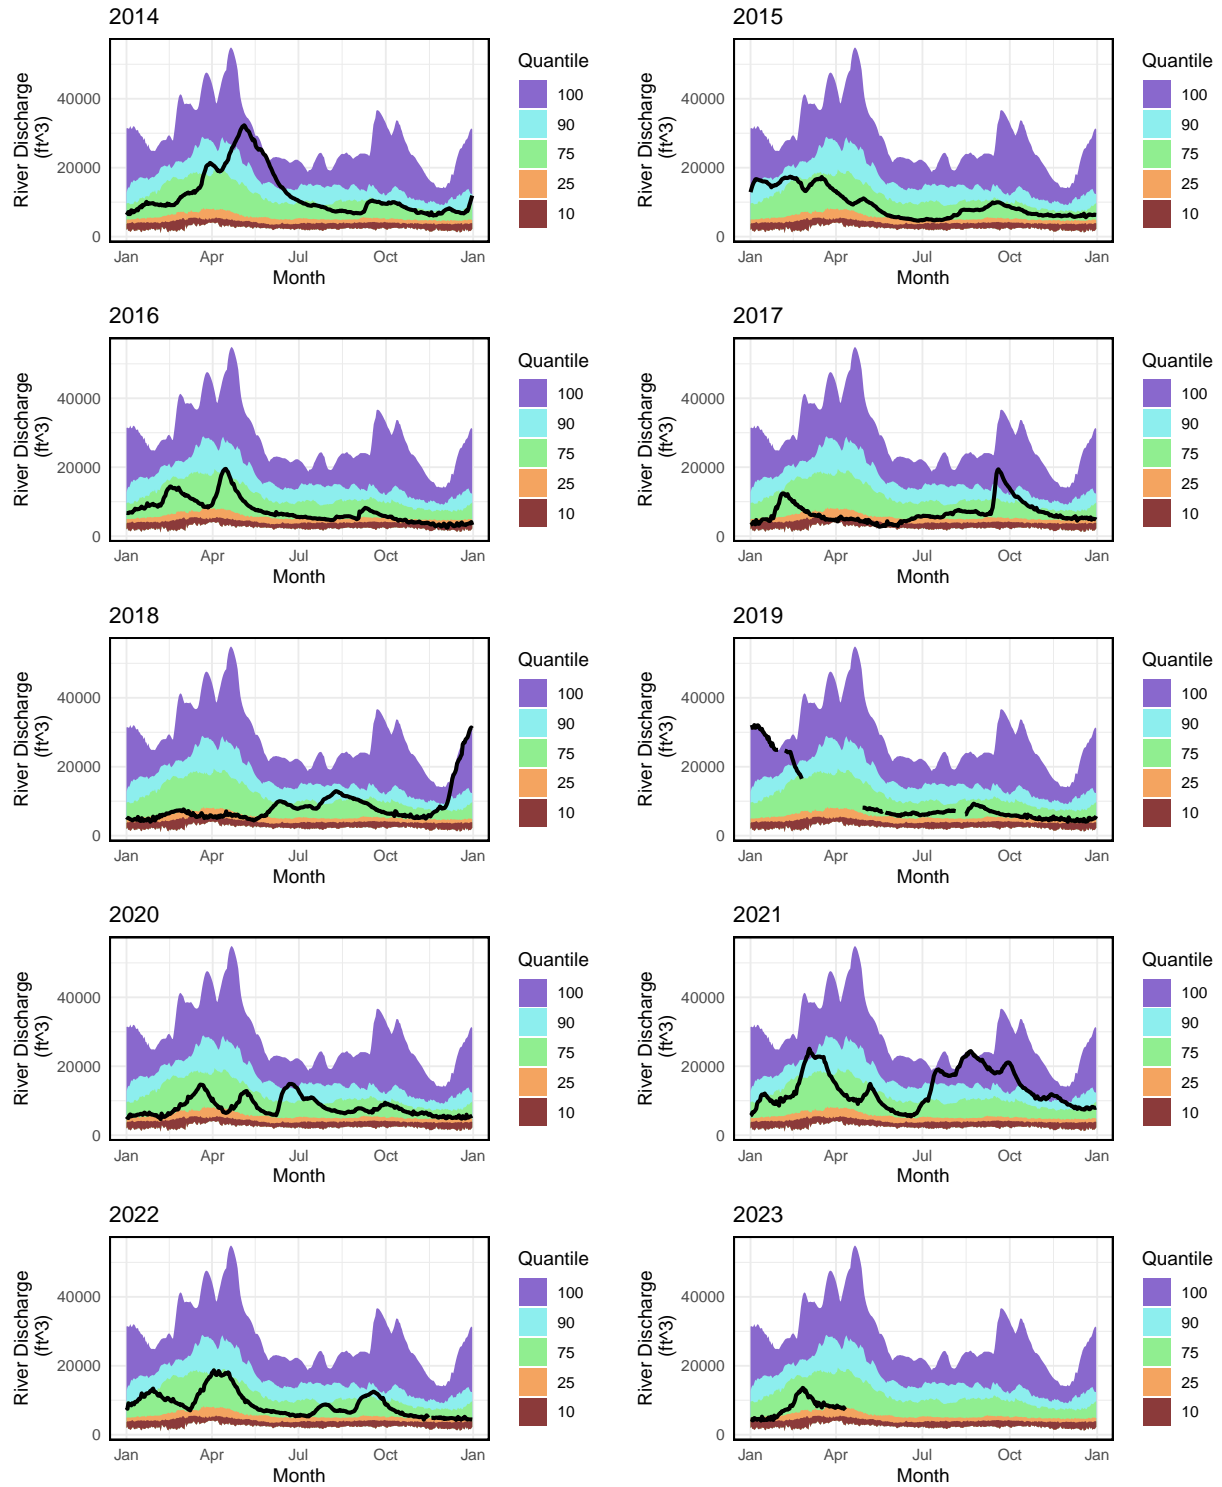 2014
River Discharge
(ft^3)
40000
20000
0
Jan
Apr
Jul
Oct
Jan
Month
Quantile
100
90
75
25
10
2015
River Discharge
(ft^3)
40000
20000
0
Jan
Apr
Jul
Oct
Jan
Month
Quantile
100
90
75
25
10
2016
River Discharge
(ft^3)
40000
20000
0
Jan
Apr
Jul
Oct
Jan
Month
Quantile
100
90
75
25
10
2017
River Discharge
(ft^3)
40000
20000
0
Jan
Apr
Jul
Oct
Jan
Month
Quantile
100
90
75
25
10
2018
River Discharge
(ft^3)
40000
20000
0
Jan
Apr
Jul
Oct
Jan
Month
Quantile
100
90
75
25
10
2019
River Discharge
(ft^3)
40000
20000
0
Jan
Apr
Jul
Oct
Jan
Month
Quantile
100
90
75
25
10
2020
River Discharge
(ft^3)
40000
20000
0
Jan
Apr
Jul
Oct
Jan
Month
Quantile
100
90
75
25
10
2021
River Discharge
(ft^3)
40000
20000
0
Jan
Apr
Jul
Oct
Jan
Month
Quantile
100
90
75
25
10
2022
River Discharge
(ft^3)
40000
20000
0
Jan
Apr
Jul
Oct
Jan
Month
Quantile
100
90
75
25
10
2023
River Discharge
(ft^3)
40000
20000
0
Jan
Apr
Jul
Oct
Jan
Month
Quantile
100
90
75
25
10